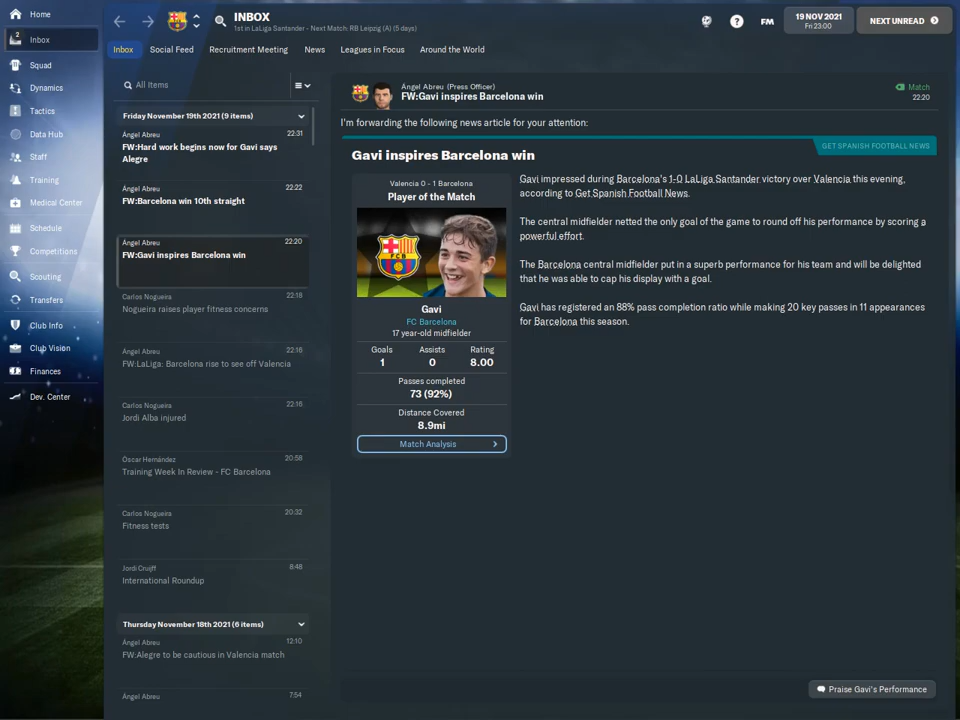 Home
2
Inbox
Squad
Dynamics
Tactics
Data Hub
Staff
Training
Medical Center
Schedule
Competitions
Scouting
Transfers
Club Info
Club Vision
Finances
Dev. Center
INBOX
1st in LaLiga Santander - Next Match: RB Leipzig (A) (5 days)
?
FM
19 NOV 2021
Fri 23:00
NEXT UNREAD
Inbox
Social Feed
Recruitment Meeting
News
Leagues in Focus
Around the World
All Items
Friday November 19th 2021 (9 items)
Ángel Abreu 22:31
FW:Hard work begins now for Gavi says
Alegre
Ángel Abreu 22:22
FW:Barcelona win 10th straight
Ángel Abreu 22:20
FW:Gavi inspires Barcelona win
Carlos Nogueira 22:18
Nogueira raises player fitness concerns
Ángel Abreu 22:16
FW:LaLiga: Barcelona rise to see off Valencia
Carlos Nogueira 22:16
Jordi Alba injured
Óscar Hernández 20:58
Training Week In Review - FC Barcelona
Carlos Nogueira 20:32
Fitness tests
Jordi Cruijff 8:48
International Roundup
Thursday November 18th 2021 (6 items)
Ángel Abreu 12:10
FW:Alegre to be cautious in Valencia match
Ángel Abreu 7:54
Ángel Abreu (Press Officer)
FW:Gavi inspires Barcelona win
Match
22:20
I'm forwarding the following news article for your attention:
GET SPANISH FOOTBALL NEWS
Gavi inspires Barcelona win
Valencia 0 - 1 Barcelona
Player of the Match
FCB
Gavi
FC Barcelona
17 year-old midfielder
Goals Assists Rating
1 0 8.00
Passes completed
73 (92%)
Distance Covered
8.9mi
Match Analysis
Gavi impressed during Barcelona's 1-0 LaLiga Santander victory over Valencia this evening,
according to Get Spanish Football News.
The central midfielder netted the only goal of the game to round off his performance by scoring a
powerful effort.
The Barcelona central midfielder put in a superb performance for his team and will be delighted
that he was able to cap his display with a goal.
Gavi has registered an 88% pass completion ratio while making 20 key passes in 11 appearances
for Barcelona this season.
Praise Gavi's Performance